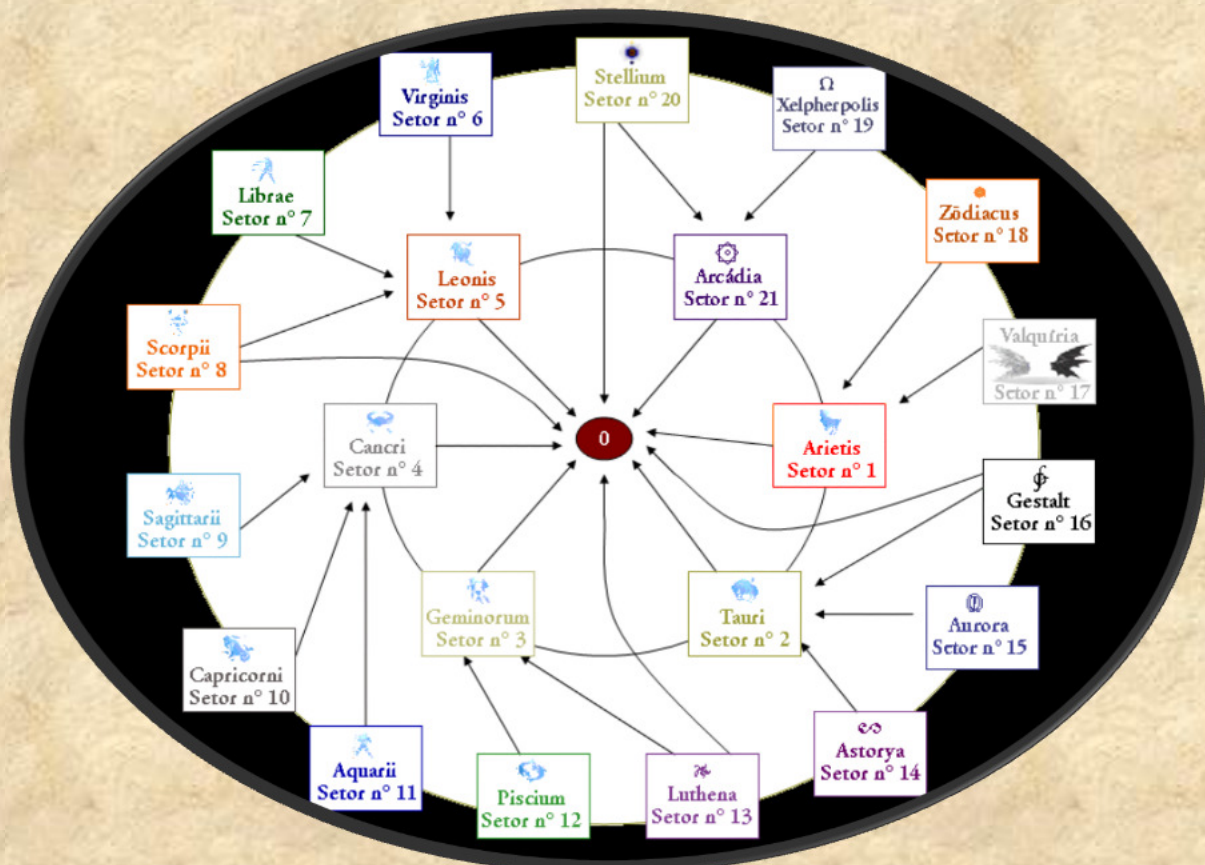 Stellium
Setor n° 20
Virginis
Setor n° 6
Ω
Xelpherpolis
Setor n° 19
Librae
Setor n° 7
Zōdiacus
Setor n° 18
Leonis
Setor n° 5
Arcádia
Setor n° 21
Scorpii
Setor n° 8
Valquíria
Setor n° 17
Cancri
Setor n° 4
0
Arietis
Setor n° 1
Sagittarii
Setor n° 9
Gestalt
Setor n° 16
Geminorum
Setor n° 3
Tauri
Setor n° 2
Aurora
Setor n° 15
Capricorni
Setor n° 10
Astorya
Setor n° 14
Aquarii
Setor n° 11
Piscium
Setor n° 12
Luthena
Setor n° 13